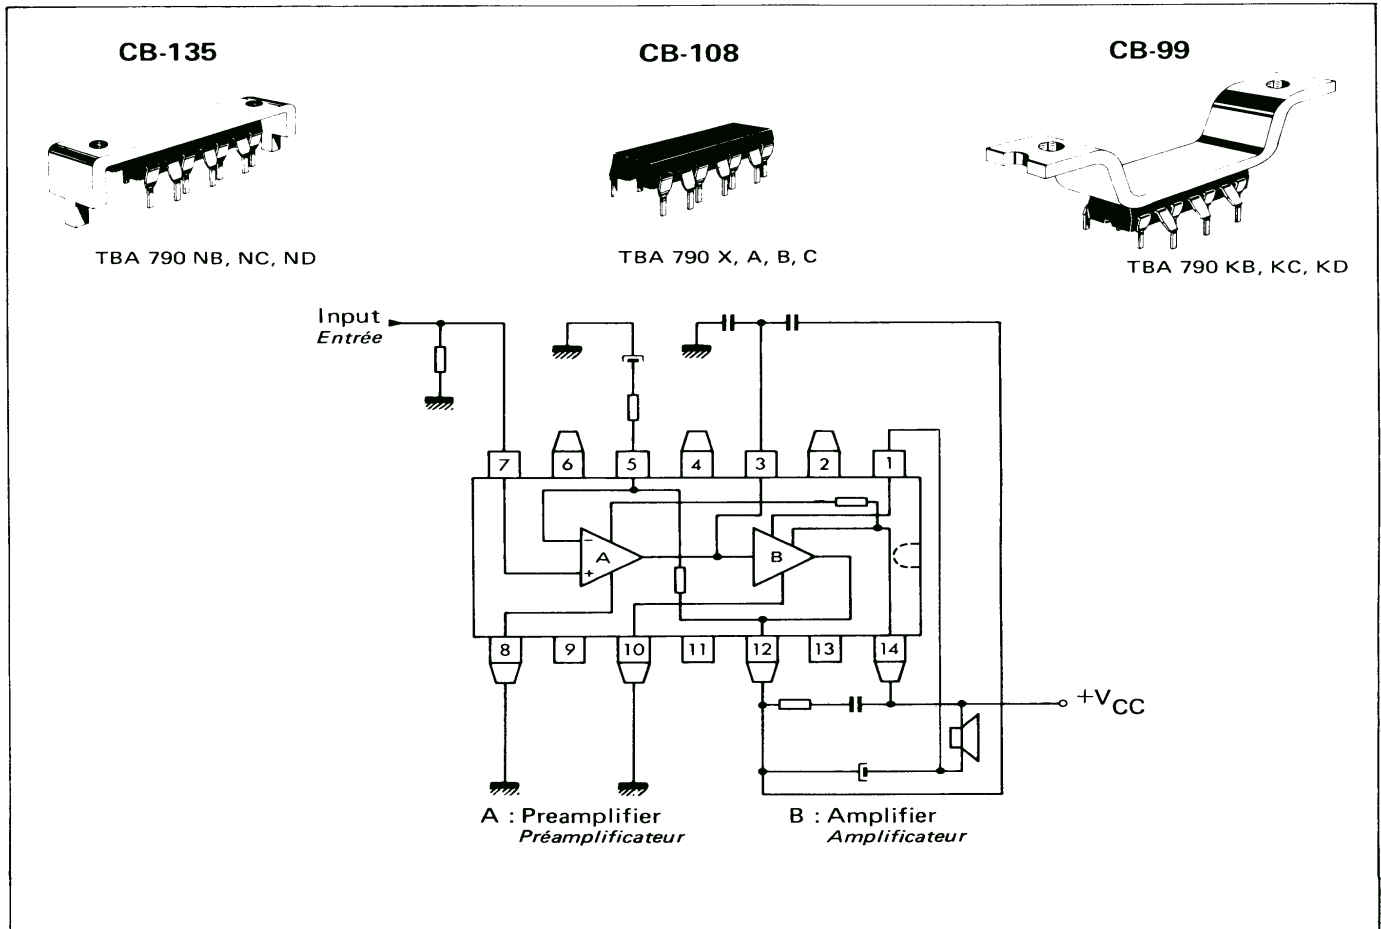 CB-135
CB-108
CB-99
TBA 790 NB, NC, ND
TBA 790 X, A, B, C
TBA 790 KB, KC, KD
Input
Entrée
7 6 5 4 3 2 1
− A B
+
8 9 10 11 12 13 14
+VCC
A : Preamplifier
Préamplificateur
B : Amplifier
Amplificateur